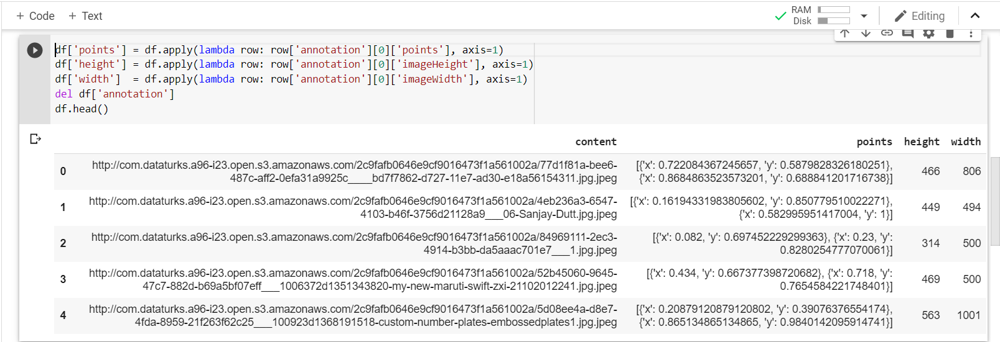 + Code + Text RAM Disk Editing
df['points'] = df.apply(lambda row: row['annotation'][0]['points'], axis=1)
df['height'] = df.apply(lambda row: row['annotation'][0]['imageHeight'], axis=1)
df['width']  = df.apply(lambda row: row['annotation'][0]['imageWidth'], axis=1)
del df['annotation']
df.head()
content points height width
0 http://com.dataturks.a96-i23.open.s3.amazonaws.com/2c9fafb0646e9cf9016473f1a561002a/77d1f81a-bee6- [{'x': 0.722084367245657, 'y': 0.5879828326180251}, 466 806
487c-aff2-0efa31a9925c____bd7f7862-d727-11e7-ad30-e18a56154311.jpg.jpeg {'x': 0.8684863523573201, 'y': 0.688841201716738}]
1 http://com.dataturks.a96-i23.open.s3.amazonaws.com/2c9fafb0646e9cf9016473f1a561002a/4eb236a3-6547- [{'x': 0.16194331983805602, 'y': 0.850779510022271}, 449 494
4103-b46f-3756d21128a9___06-Sanjay-Dutt.jpg.jpeg {'x': 0.582995951417004, 'y': 1}]
2 http://com.dataturks.a96-i23.open.s3.amazonaws.com/2c9fafb0646e9cf9016473f1a561002a/84969111-2ec3- [{'x': 0.082, 'y': 0.697452229299363}, {'x': 0.23, 'y': 314 500
4914-b3bb-da5aaac701e7___1.jpg.jpeg 0.8280254777070061}]
3 http://com.dataturks.a96-i23.open.s3.amazonaws.com/2c9fafb0646e9cf9016473f1a561002a/52b45060-9645- [{'x': 0.434, 'y': 0.667377398720682}, {'x': 0.718, 'y': 469 500
47c7-882d-b69a5bf07eff___1006372d1351343820-my-new-maruti-swift-zxi-21102012241.jpg.jpeg 0.7654584221748401}]
4 http://com.dataturks.a96-i23.open.s3.amazonaws.com/2c9fafb0646e9cf9016473f1a561002a/5d08ee4a-d8e7- [{'x': 0.20879120879120802, 'y': 0.39076376554174}, 563 1001
4fda-8959-21f263f62c25___100923d1368191518-custom-number-plates-embossedplates1.jpg.jpeg {'x': 0.865134865134865, 'y': 0.9840142095914741}]